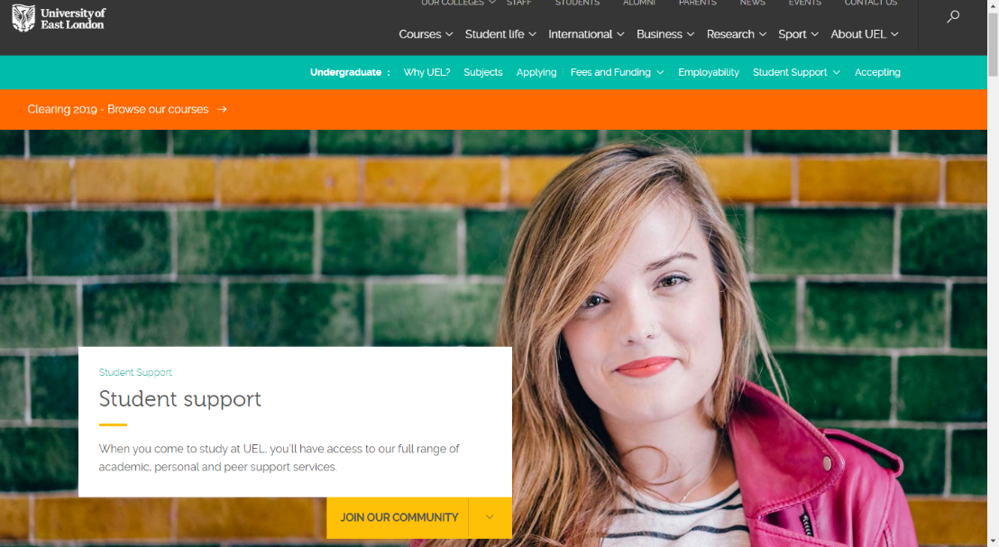 University of
East London
OUR COLLEGES STAFF STUDENTS ALUMNI PARENTS NEWS EVENTS CONTACT US
Courses Student life International Business Research Sport About UEL
Undergraduate : Why UEL? Subjects Applying Fees and Funding Employability Student Support Accepting
Clearing 2019 - Browse our courses →
Student Support
Student support
When you come to study at UEL, you'll have access to our full range of
academic, personal and peer support services.
JOIN OUR COMMUNITY